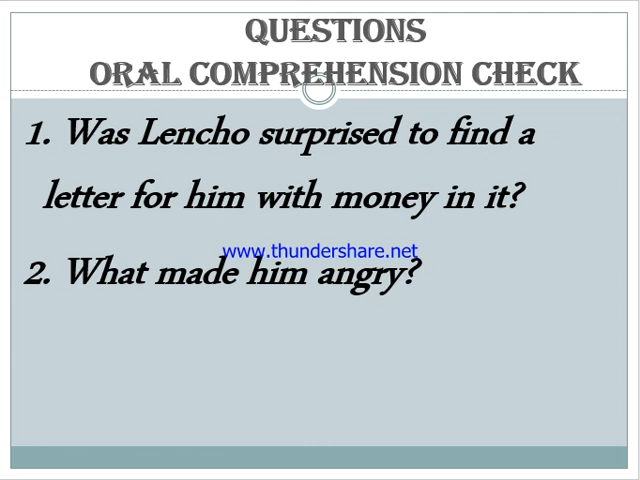 QUESTIONS
ORAL COMPREHENSION CHECK
1. Was Lencho surprised to find a
letter for him with money in it?
www.thundershare.net
2. What made him angry?